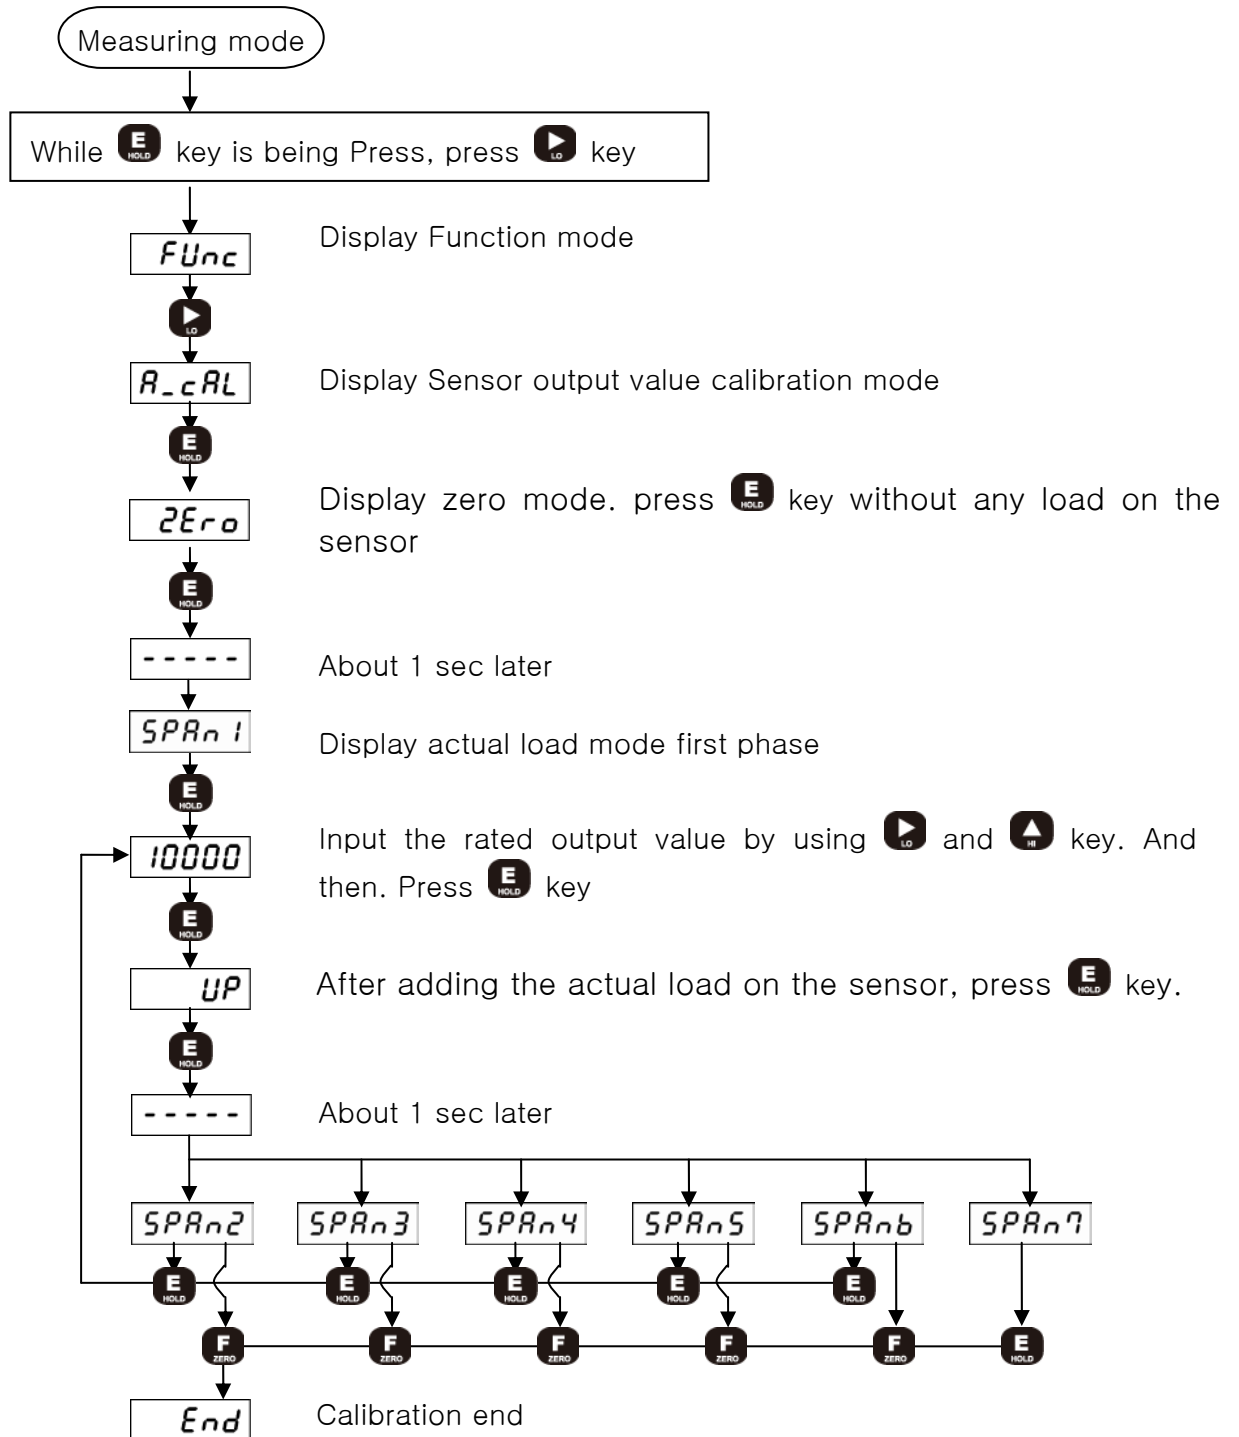 Measuring mode
While E HOLD key is being Press, press LO key
FUnc
Display Function mode
LO
A_cAL
Display Sensor output value calibration mode
E HOLD
ZEro
Display zero mode. press E HOLD key without any load on the
sensor
E HOLD
-----
About 1 sec later
SPAn1
Display actual load mode first phase
E HOLD
10000
Input the rated output value by using LO and HI key. And
then. Press E HOLD key
E HOLD
UP
After adding the actual load on the sensor, press E HOLD key.
E HOLD
-----
About 1 sec later
SPAn2 SPAn3 SPAn4 SPAn5 SPAn6 SPAn7
E HOLD E HOLD E HOLD E HOLD E HOLD
F ZERO F ZERO F ZERO F ZERO F ZERO E HOLD
End
Calibration end